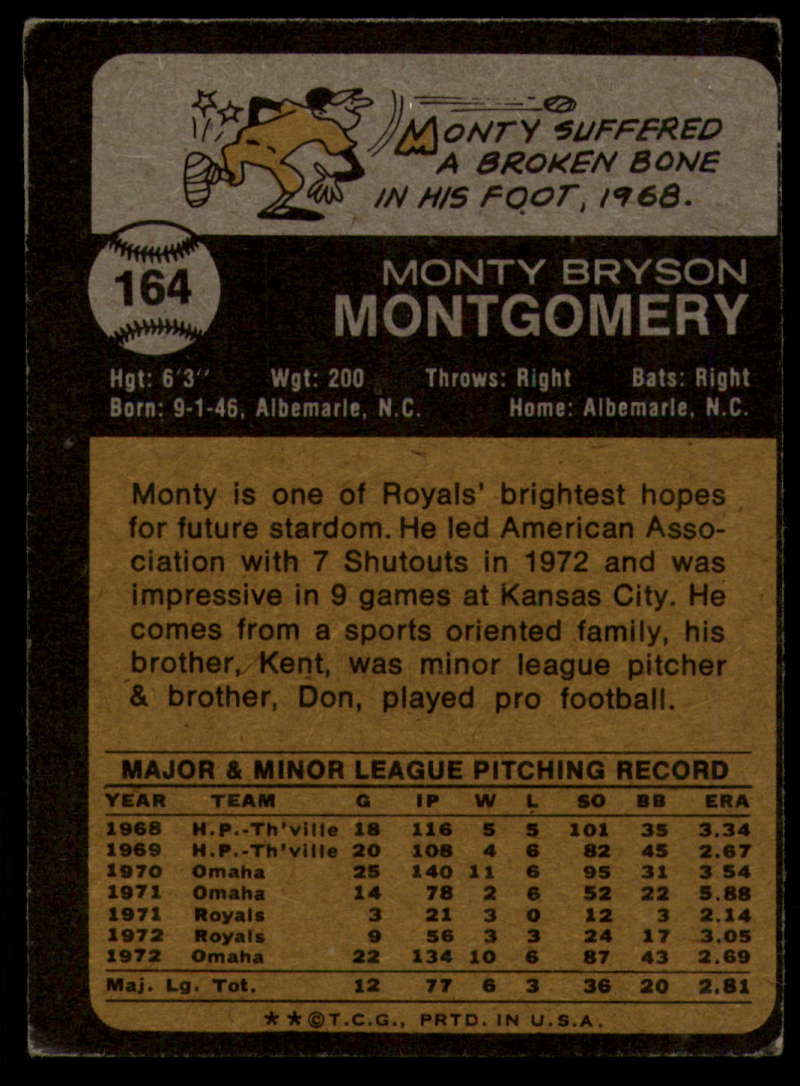 MONTY SUFFERED
A BROKEN BONE
IN HIS FOOT, 1968.
164
MONTY BRYSON
MONTGOMERY
Hgt: 6'3" Wgt: 200 Throws: Right Bats: Right
Born: 9-1-46, Albemarle, N.C. Home: Albemarle, N.C.
Monty is one of Royals' brightest hopes
for future stardom. He led American Asso-
ciation with 7 Shutouts in 1972 and was
impressive in 9 games at Kansas City. He
comes from a sports oriented family, his
brother, Kent, was minor league pitcher
& brother, Don, played pro football.
MAJOR & MINOR LEAGUE PITCHING RECORD
YEAR TEAM G IP W L SO BB ERA
1968 H.P.-Th'ville 18 116 5 5 101 35 3.34
1969 H.P.-Th'ville 20 108 4 6 82 45 2.67
1970 Omaha 25 140 11 6 95 31 3 54
1971 Omaha 14 78 2 6 52 22 5.88
1971 Royals 3 21 3 0 12 3 2.14
1972 Royals 9 56 3 3 24 17 3.05
1972 Omaha 22 134 10 6 87 43 2.69
Maj. Lg. Tot. 12 77 6 3 36 20 2.81
★★©T.C.G., PRTD. IN U.S.A.